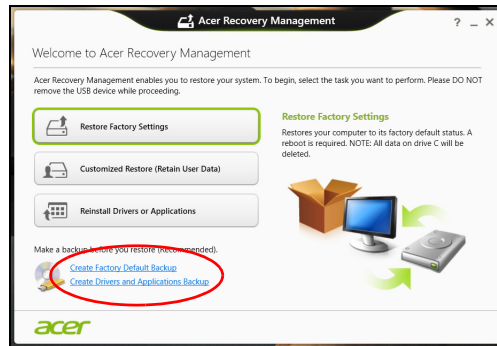 Acer Recovery Management
? _ X
Welcome to Acer Recovery Management
Acer Recovery Management enables you to restore your system. To begin, select the task you want to perform. Please DO NOT
remove the USB device while proceeding.
Restore Factory Settings
Customized Restore (Retain User Data)
Reinstall Drivers or Applications
Restore Factory Settings
Restores your computer to its factory default status. A
reboot is required. NOTE: All data on drive C will be
deleted.
Make a backup before you restore (Recommended).
Create Factory Default Backup
Create Drivers and Applications Backup
acer